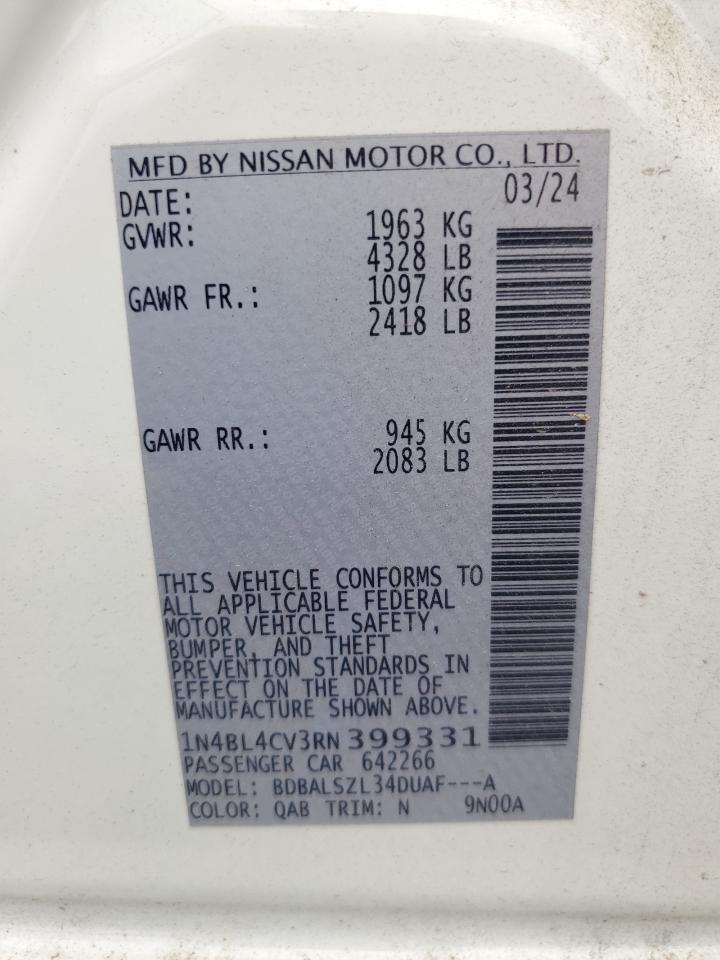 MFD BY NISSAN MOTOR CO., LTD.
DATE: 03/24
GVWR: 1963 KG
4328 LB
GAWR FR.: 1097 KG
2418 LB
GAWR RR.: 945 KG
2083 LB
THIS VEHICLE CONFORMS TO
ALL APPLICABLE FEDERAL
MOTOR VEHICLE SAFETY,
BUMPER, AND THEFT
PREVENTION STANDARDS IN
EFFECT ON THE DATE OF
MANUFACTURE SHOWN ABOVE.
1N4BL4CV3RN399331
PASSENGER CAR 642266
MODEL: BDBALSZL34DUAF---A
COLOR: QAB TRIM: N 9N00A